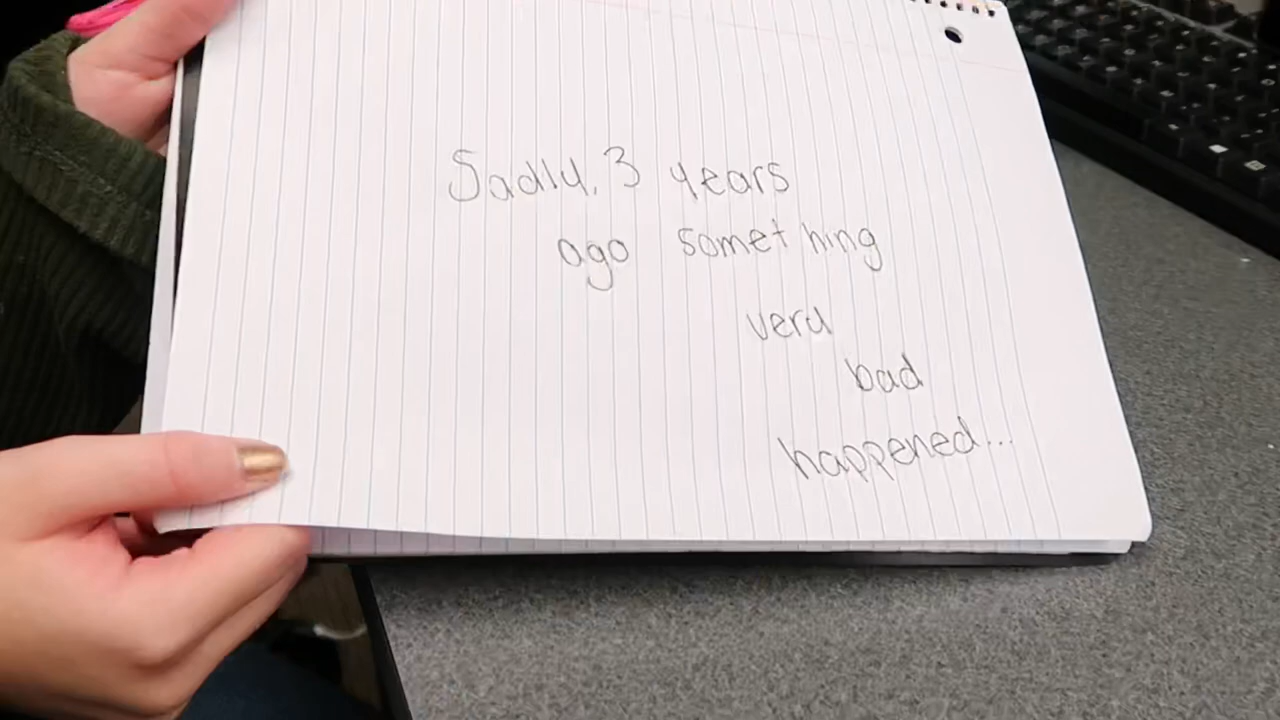 Sadly, 3 years
ago something
very
bad
happened...